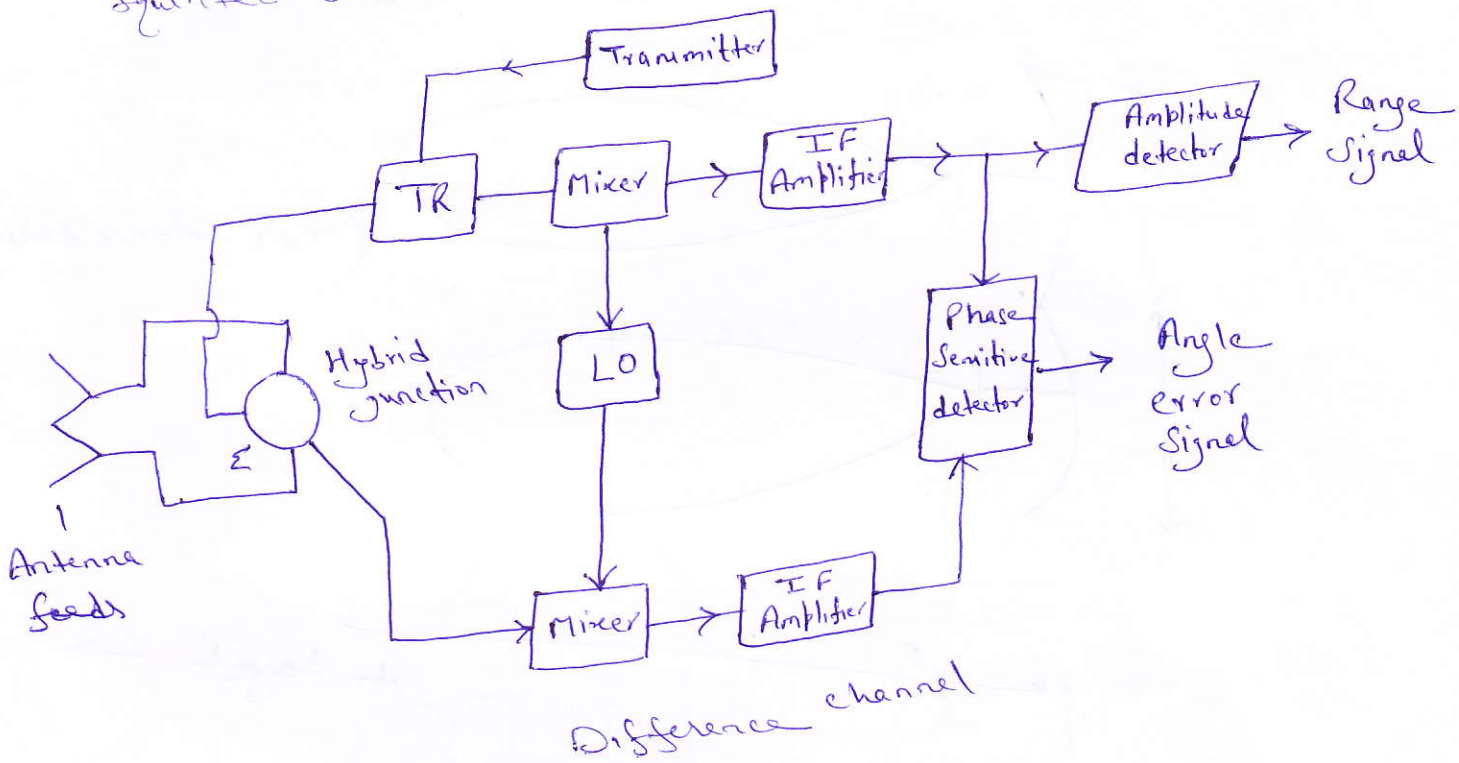 squinted
Transmitter
TR
Mixer
IF
Amplifier
Amplitude
detector
Range
Signal
Hybrid
junction
LO
Phase
Sensitive
detector
Angle
error
Signal
Σ
Antenna
feeds
Mixer
IF
Amplifier
Difference channel